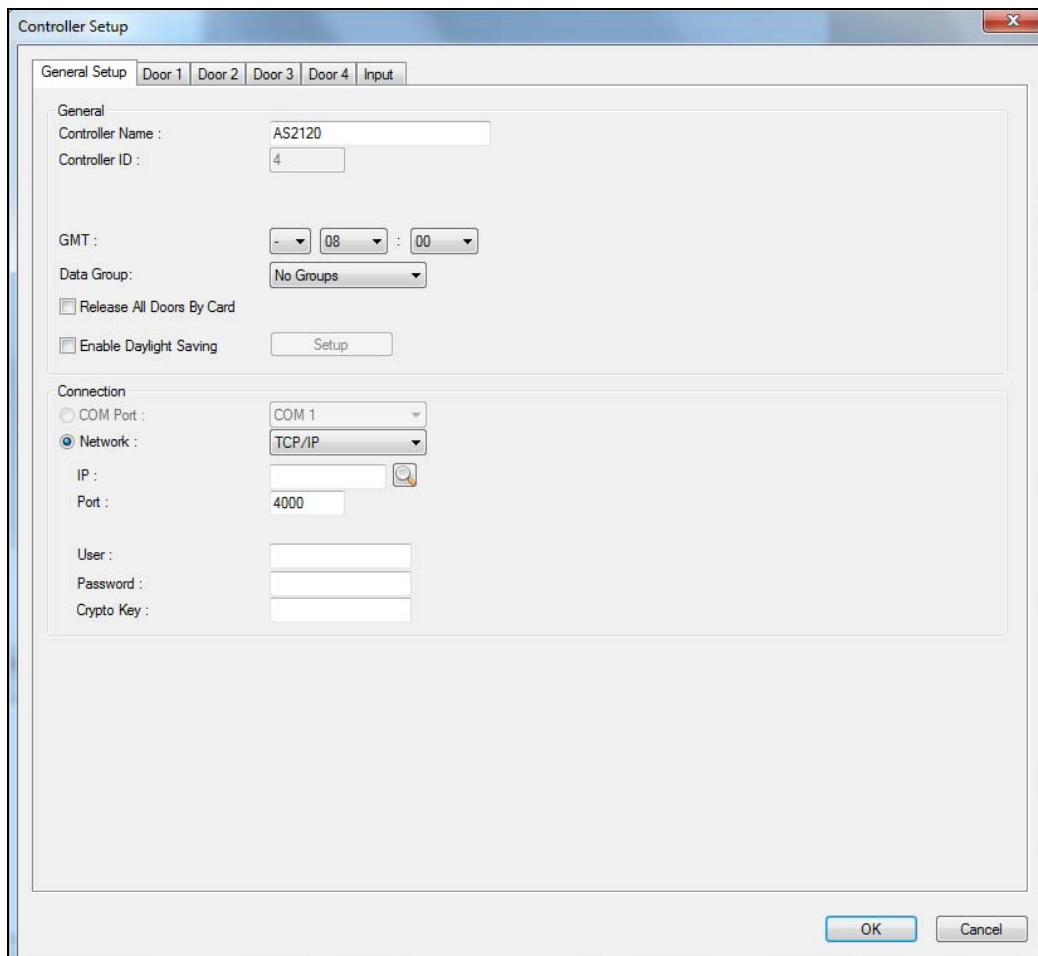 Controller Setup
X
General Setup Door 1 Door 2 Door 3 Door 4 Input
General
Controller Name : AS2120
Controller ID : 4
GMT : - 08 : 00
Data Group: No Groups
Release All Doors By Card
Enable Daylight Saving Setup
Connection
COM Port : COM 1
Network : TCP/IP
IP :
Port : 4000
User :
Password :
Crypto Key :
OK Cancel